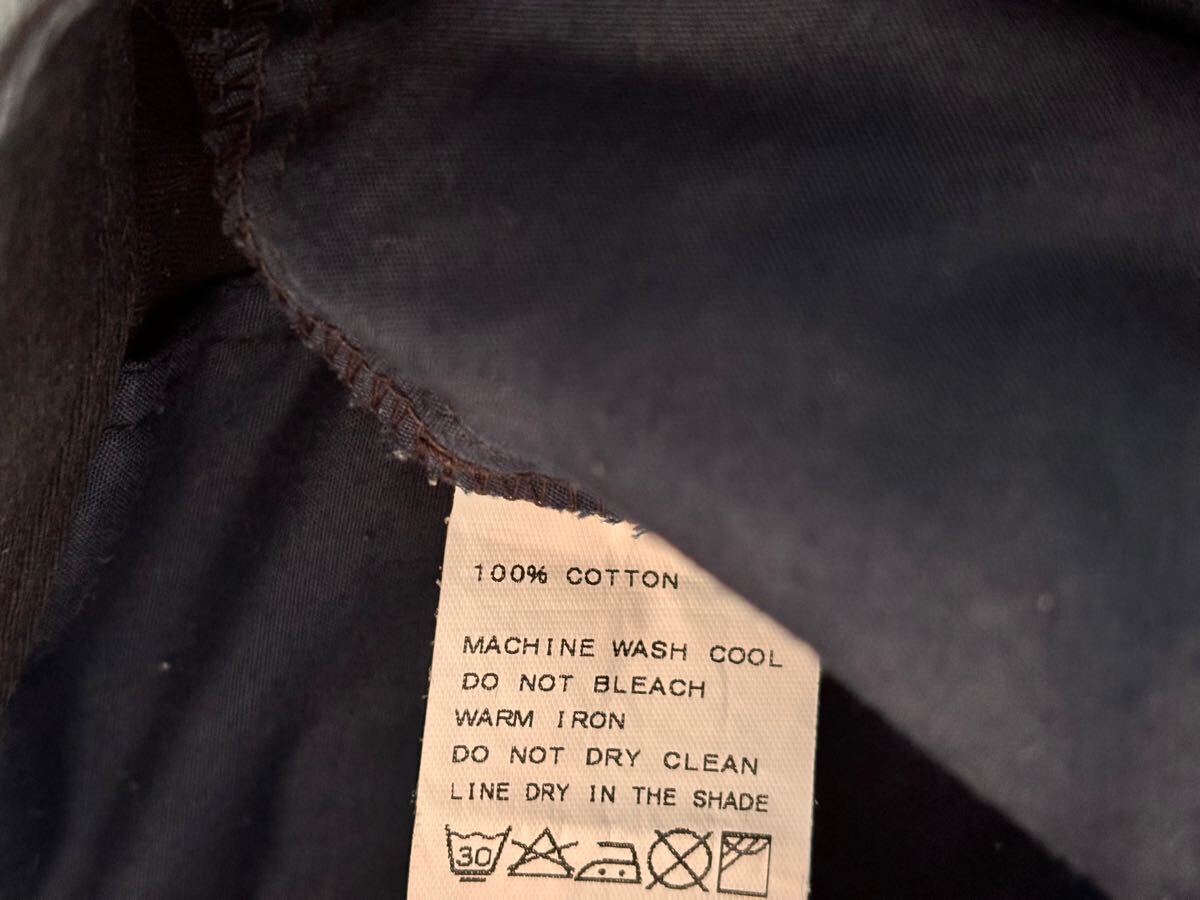 100% COTTON
MACHINE WASH COOL
DO NOT BLEACH
WARM IRON
DO NOT DRY CLEAN
LINE DRY IN THE SHADE
30